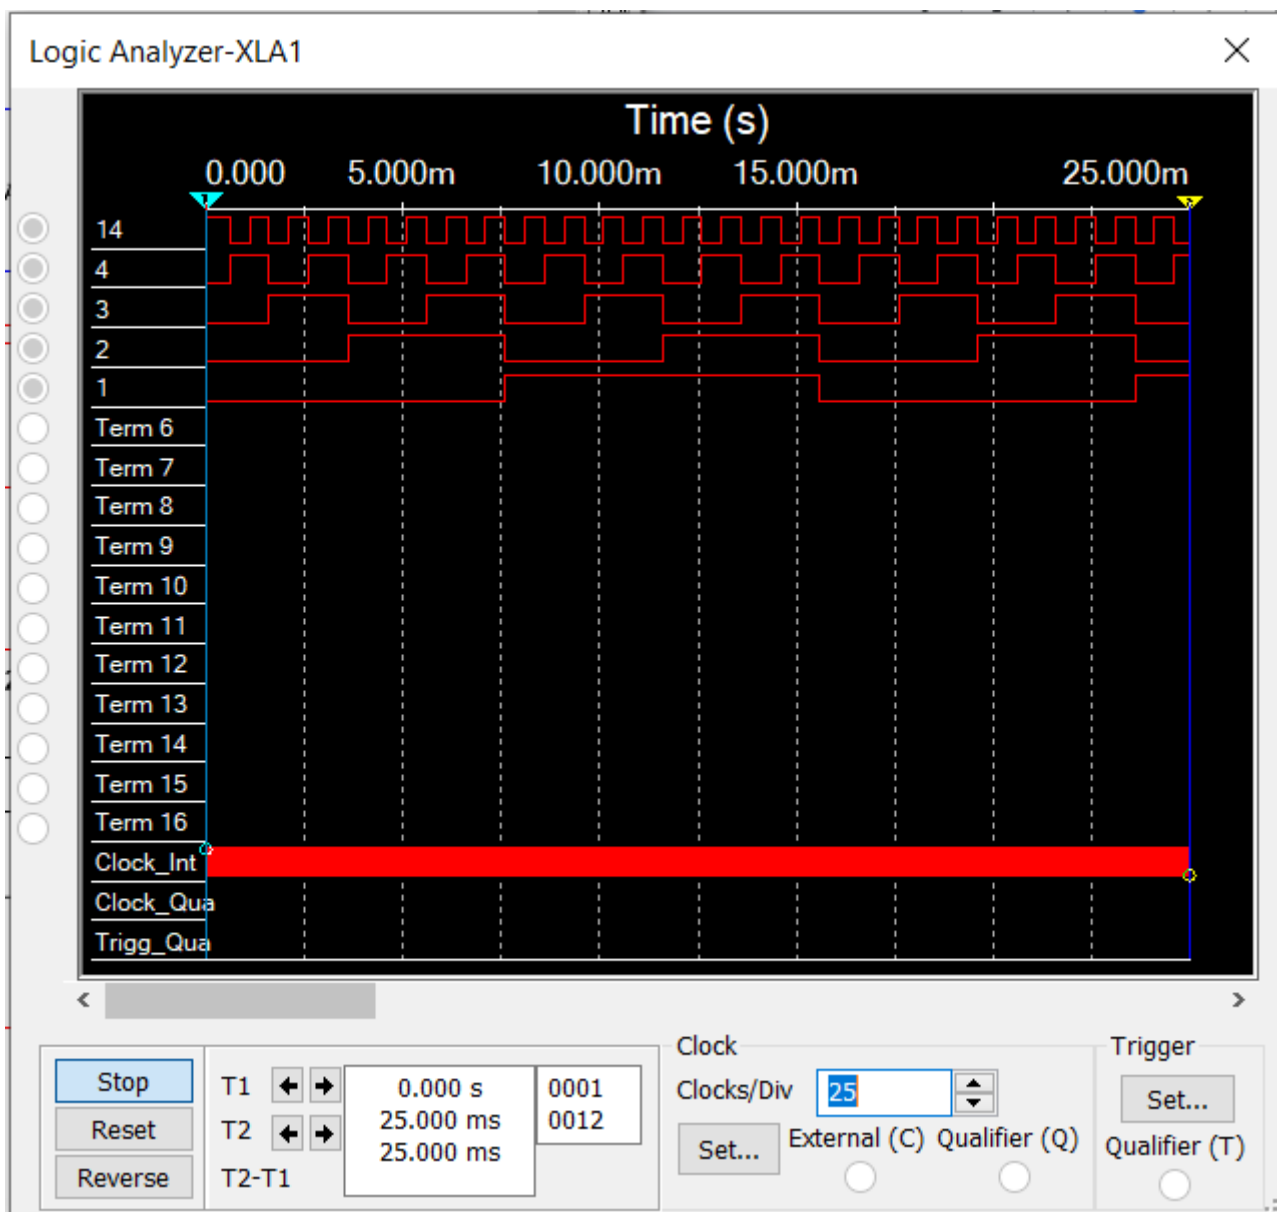 Logic Analyzer-XLA1
Time (s)
0.000 5.000m 10.000m 15.000m 25.000m
14
4
3
2
1
Term 6
Term 7
Term 8
Term 9
Term 10
Term 11
Term 12
Term 13
Term 14
Term 15
Term 16
Clock_Int
Clock_Qua
Trigg_Qua
Stop
Reset
Reverse
T1 0.000 s 0001
T2 25.000 ms 0012
T2-T1 25.000 ms
Clock
Clocks/Div 25
Set... External (C) Qualifier (Q)
Trigger
Set...
Qualifier (T)